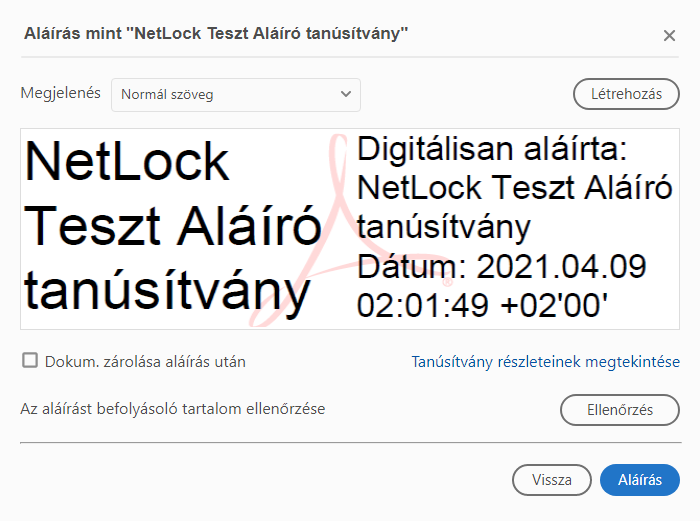 Aláírás mint "NetLock Teszt Aláíró tanúsítvány"
Megjelenés
Normál szöveg
Létrehozás
NetLock
Teszt Aláíró
tanúsítvány
Digitálisan aláírta:
NetLock Teszt Aláíró
tanúsítvány
Dátum: 2021.04.09
02:01:49 +02'00'
®
Dokum. zárolása aláírás után
Tanúsítvány részleteinek megtekintése
Az aláírást befolyásoló tartalom ellenőrzése
Ellenőrzés
Vissza
Aláírás